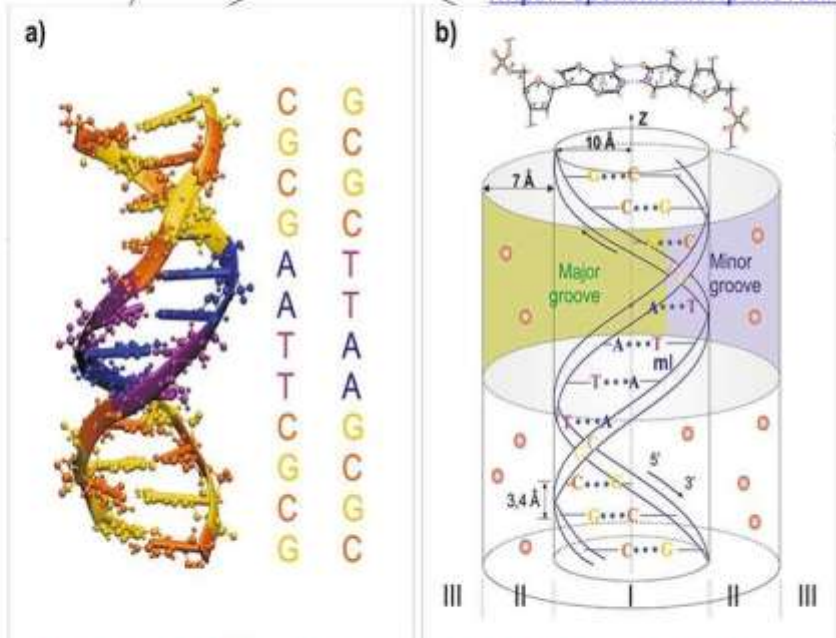 a)
C G
G C
C G
G C
A T
A T
T A
T A
C G
G C
C G
G C
b)
Z
10 Å
7 Å
G•••C
C•••G
G•••C
Major groove
Minor groove
A•••T
A•••T
ml
T•••A
T•••A
5'
3'
C•••G
3,4 Å
G•••C
C•••G
III II I II III